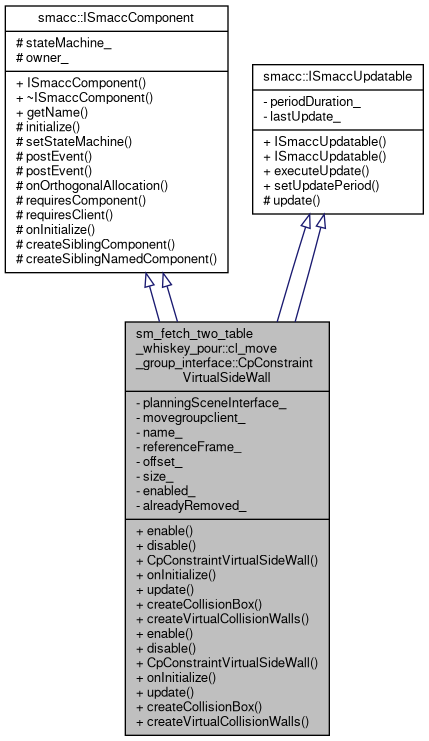 smacc::ISmaccComponent
# stateMachine_
# owner_
+ ISmaccComponent()
+ ~ISmaccComponent()
+ getName()
# initialize()
# setStateMachine()
# postEvent()
# postEvent()
# onOrthogonalAllocation()
# requiresComponent()
# requiresClient()
# onInitialize()
# createSiblingComponent()
# createSiblingNamedComponent()
smacc::ISmaccUpdatable
- periodDuration_
- lastUpdate_
+ ISmaccUpdatable()
+ ISmaccUpdatable()
+ executeUpdate()
+ setUpdatePeriod()
# update()
sm_fetch_two_table
_whiskey_pour::cl_move
_group_interface::CpConstraint
VirtualSideWall
- planningSceneInterface_
- movegroupclient_
- name_
- referenceFrame_
- offset_
- size_
- enabled_
- alreadyRemoved_
+ enable()
+ disable()
+ CpConstraintVirtualSideWall()
+ onInitialize()
+ update()
+ createCollisionBox()
+ createVirtualCollisionWalls()
+ enable()
+ disable()
+ CpConstraintVirtualSideWall()
+ onInitialize()
+ update()
+ createCollisionBox()
+ createVirtualCollisionWalls()